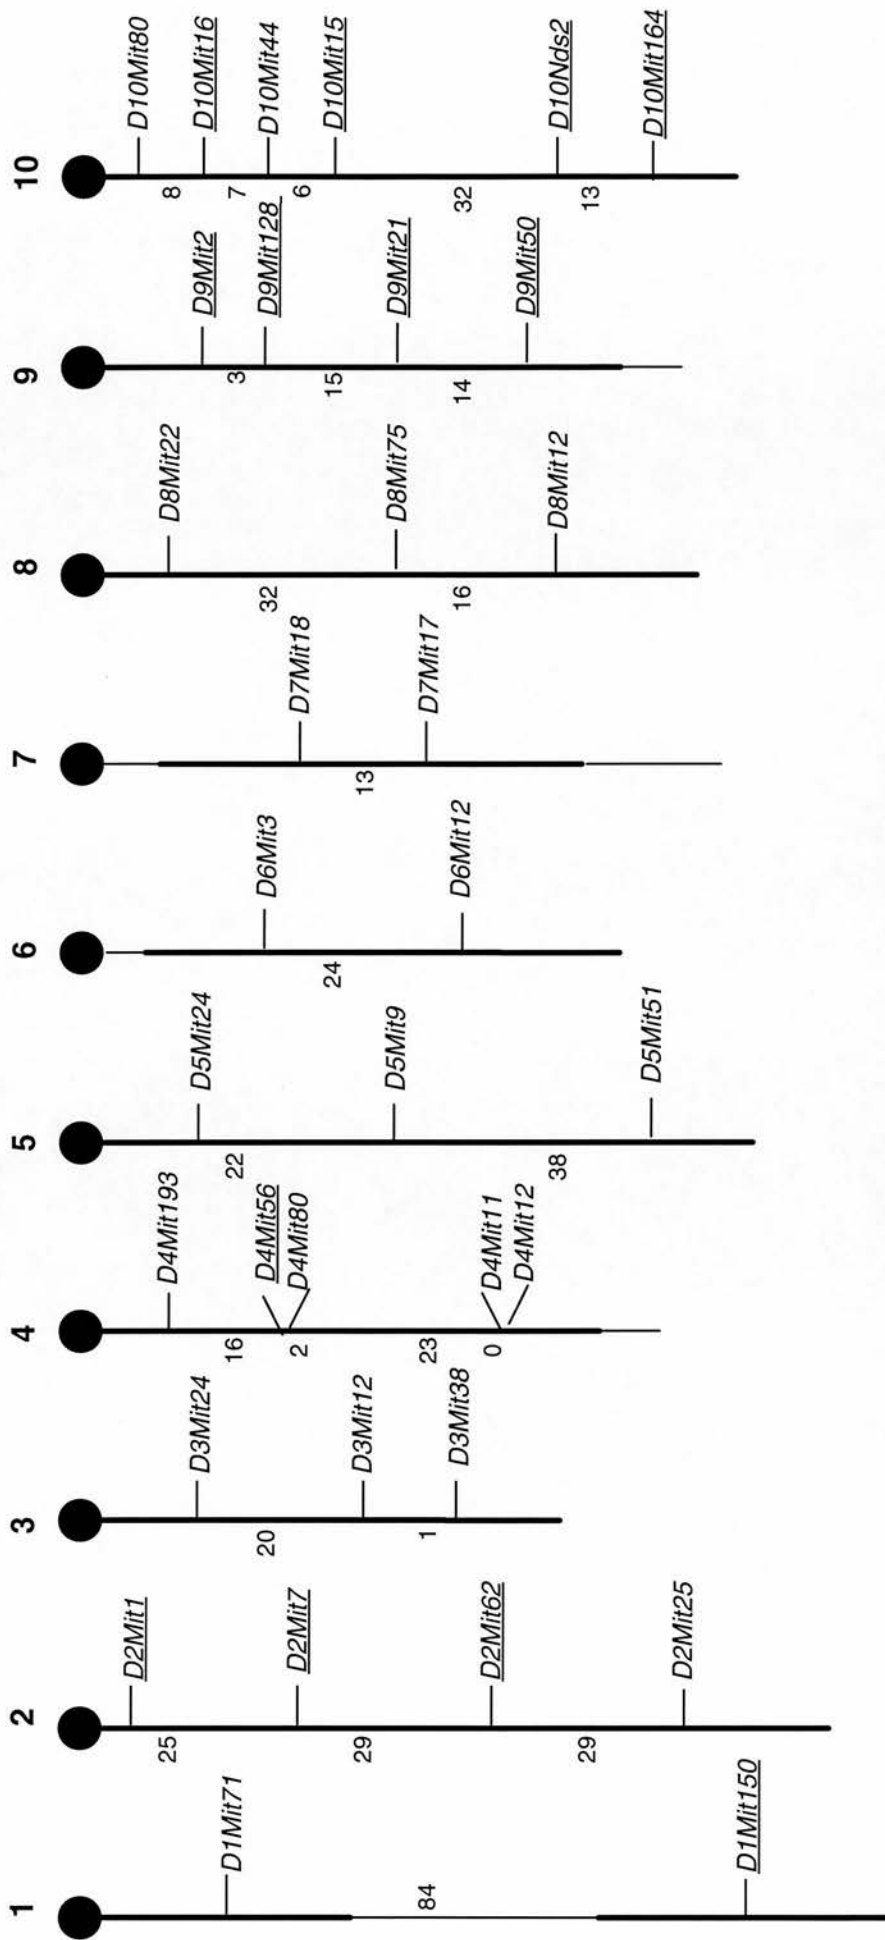 1
D1Mit71
84
D1Mit150
2
D2Mit1
25
D2Mit7
29
D2Mit62
29
D2Mit25
3
D3Mit24
20
D3Mit12
1
D3Mit38
4
D4Mit193
16
D4Mit56
2
D4Mit80
23
D4Mit11
0
D4Mit12
5
D5Mit24
22
D5Mit9
38
D5Mit51
6
D6Mit3
24
D6Mit12
7
D7Mit18
13
D7Mit17
8
D8Mit22
32
D8Mit75
16
D8Mit12
9
D9Mit2
3
D9Mit128
15
D9Mit21
14
D9Mit50
10
D10Mit80
8
D10Mit16
7
D10Mit44
6
D10Mit15
32
D10Nds2
13
D10Mit164